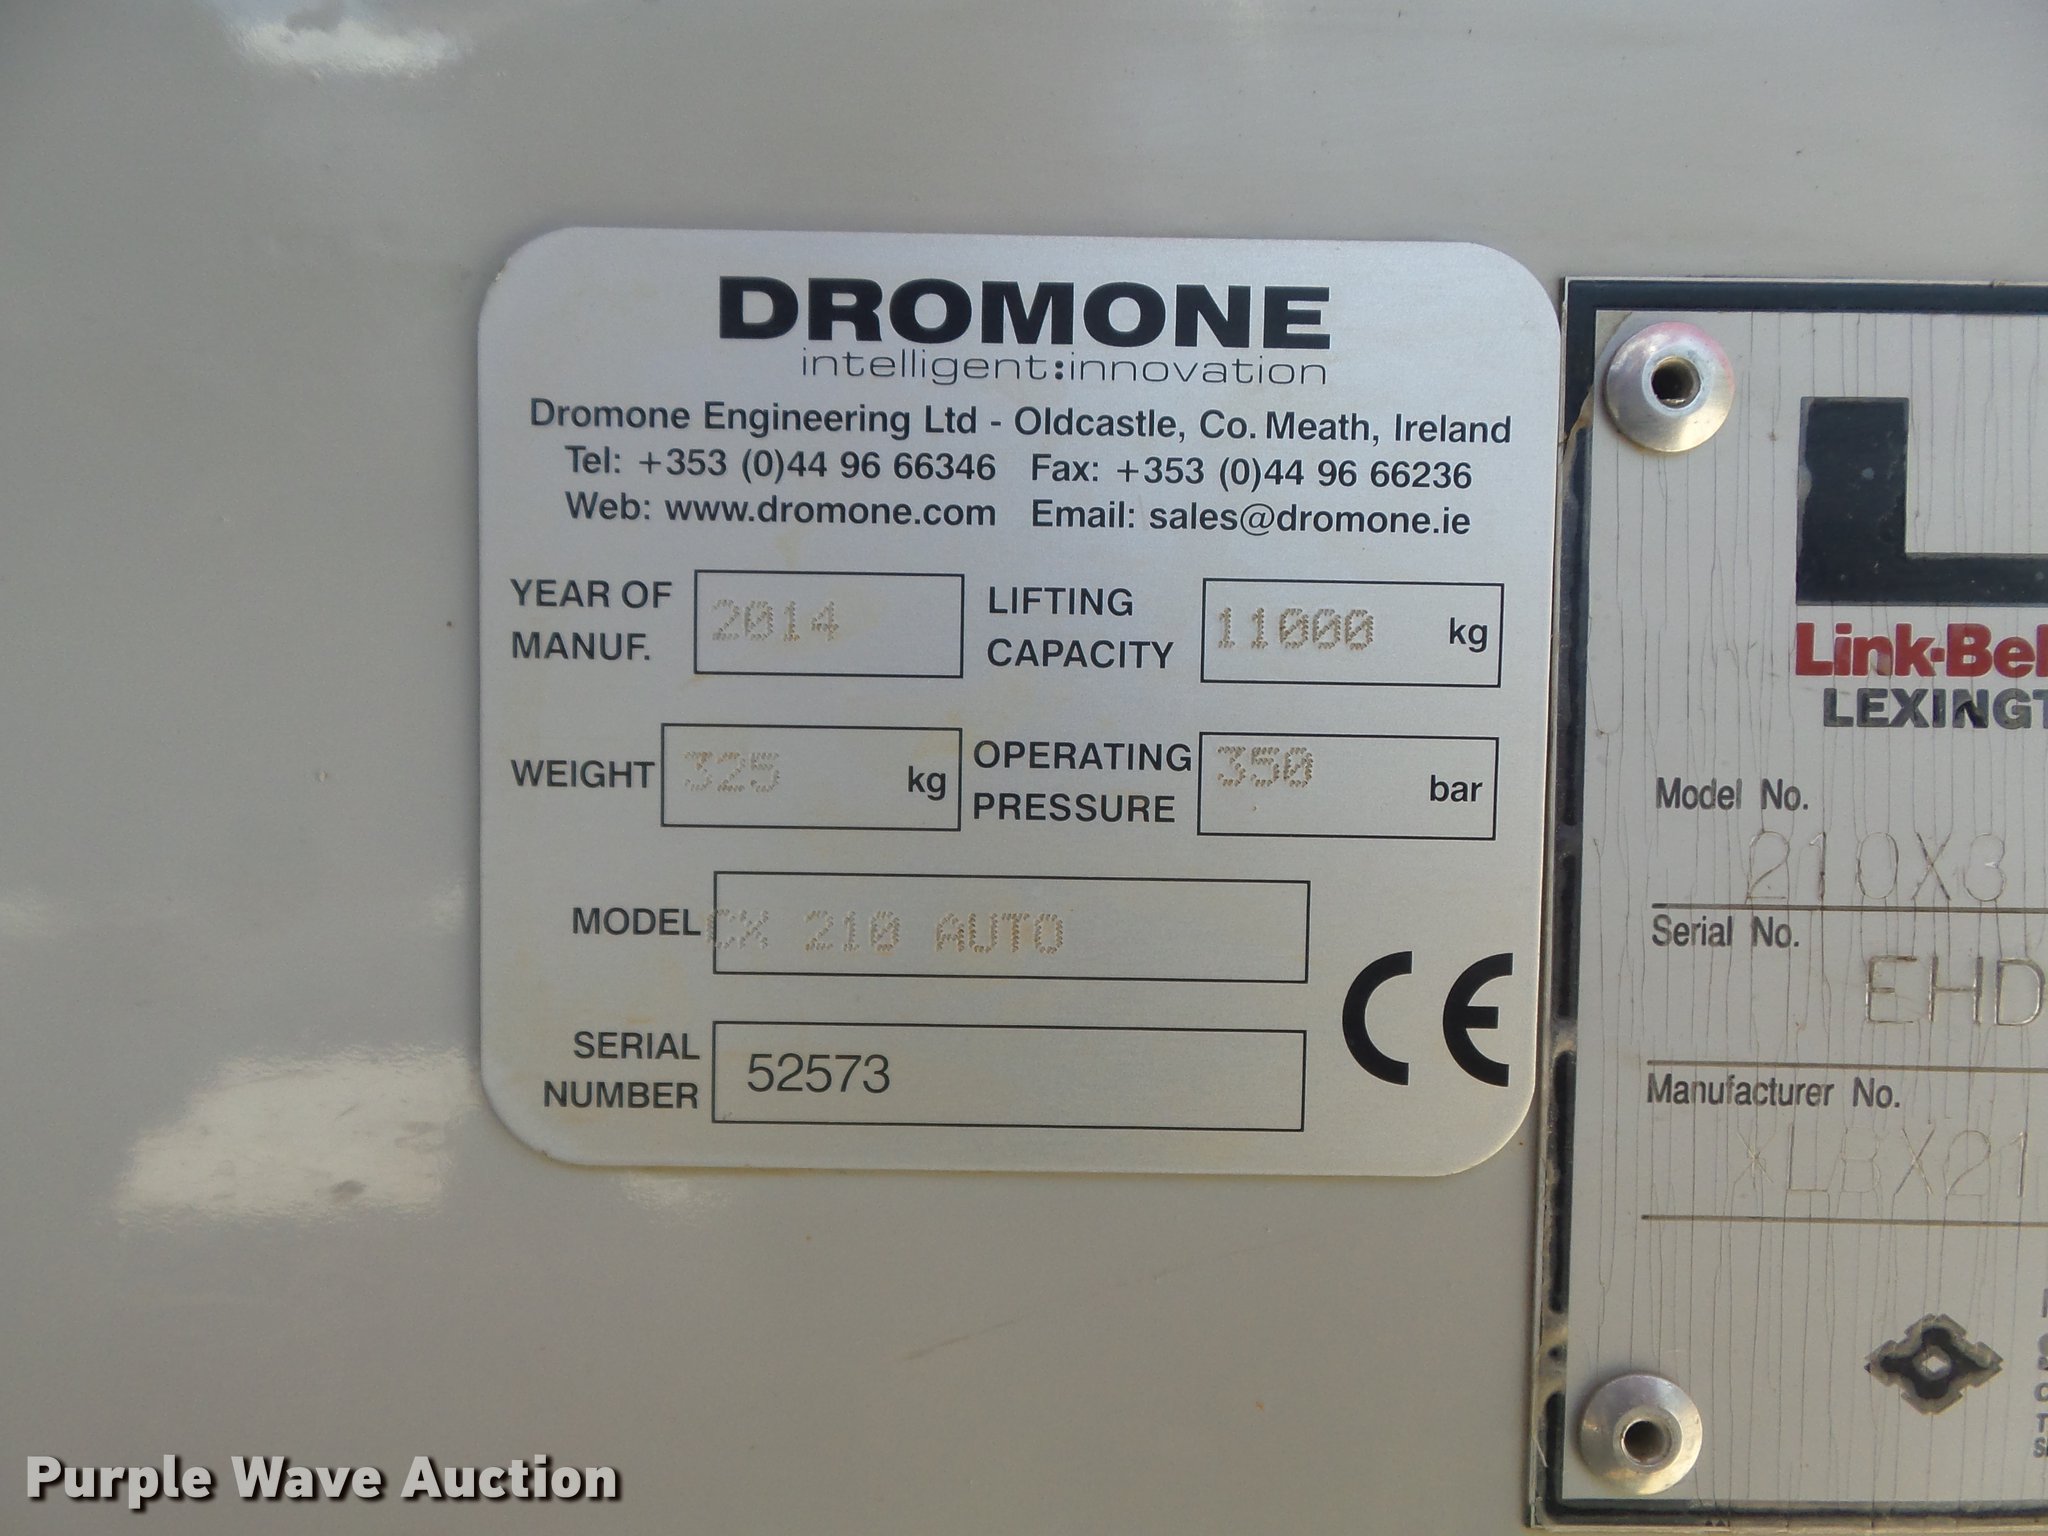 DROMONE
intelligent:innovation
Dromone Engineering Ltd - Oldcastle, Co. Meath, Ireland
Tel: +353 (0)44 96 66346 Fax: +353 (0)44 96 66236
Web: www.dromone.com Email: sales@dromone.ie
YEAR OF MANUF. 2014
LIFTING CAPACITY 11000 kg
WEIGHT 325 kg
OPERATING PRESSURE 350 bar
MODEL CX 210 AUTO
SERIAL NUMBER 52573
CE
Link-Bel
LEXINGT
Model No.
210X3
Serial No.
EHD
Manufacturer No.
XLBX21
Purple Wave Auction